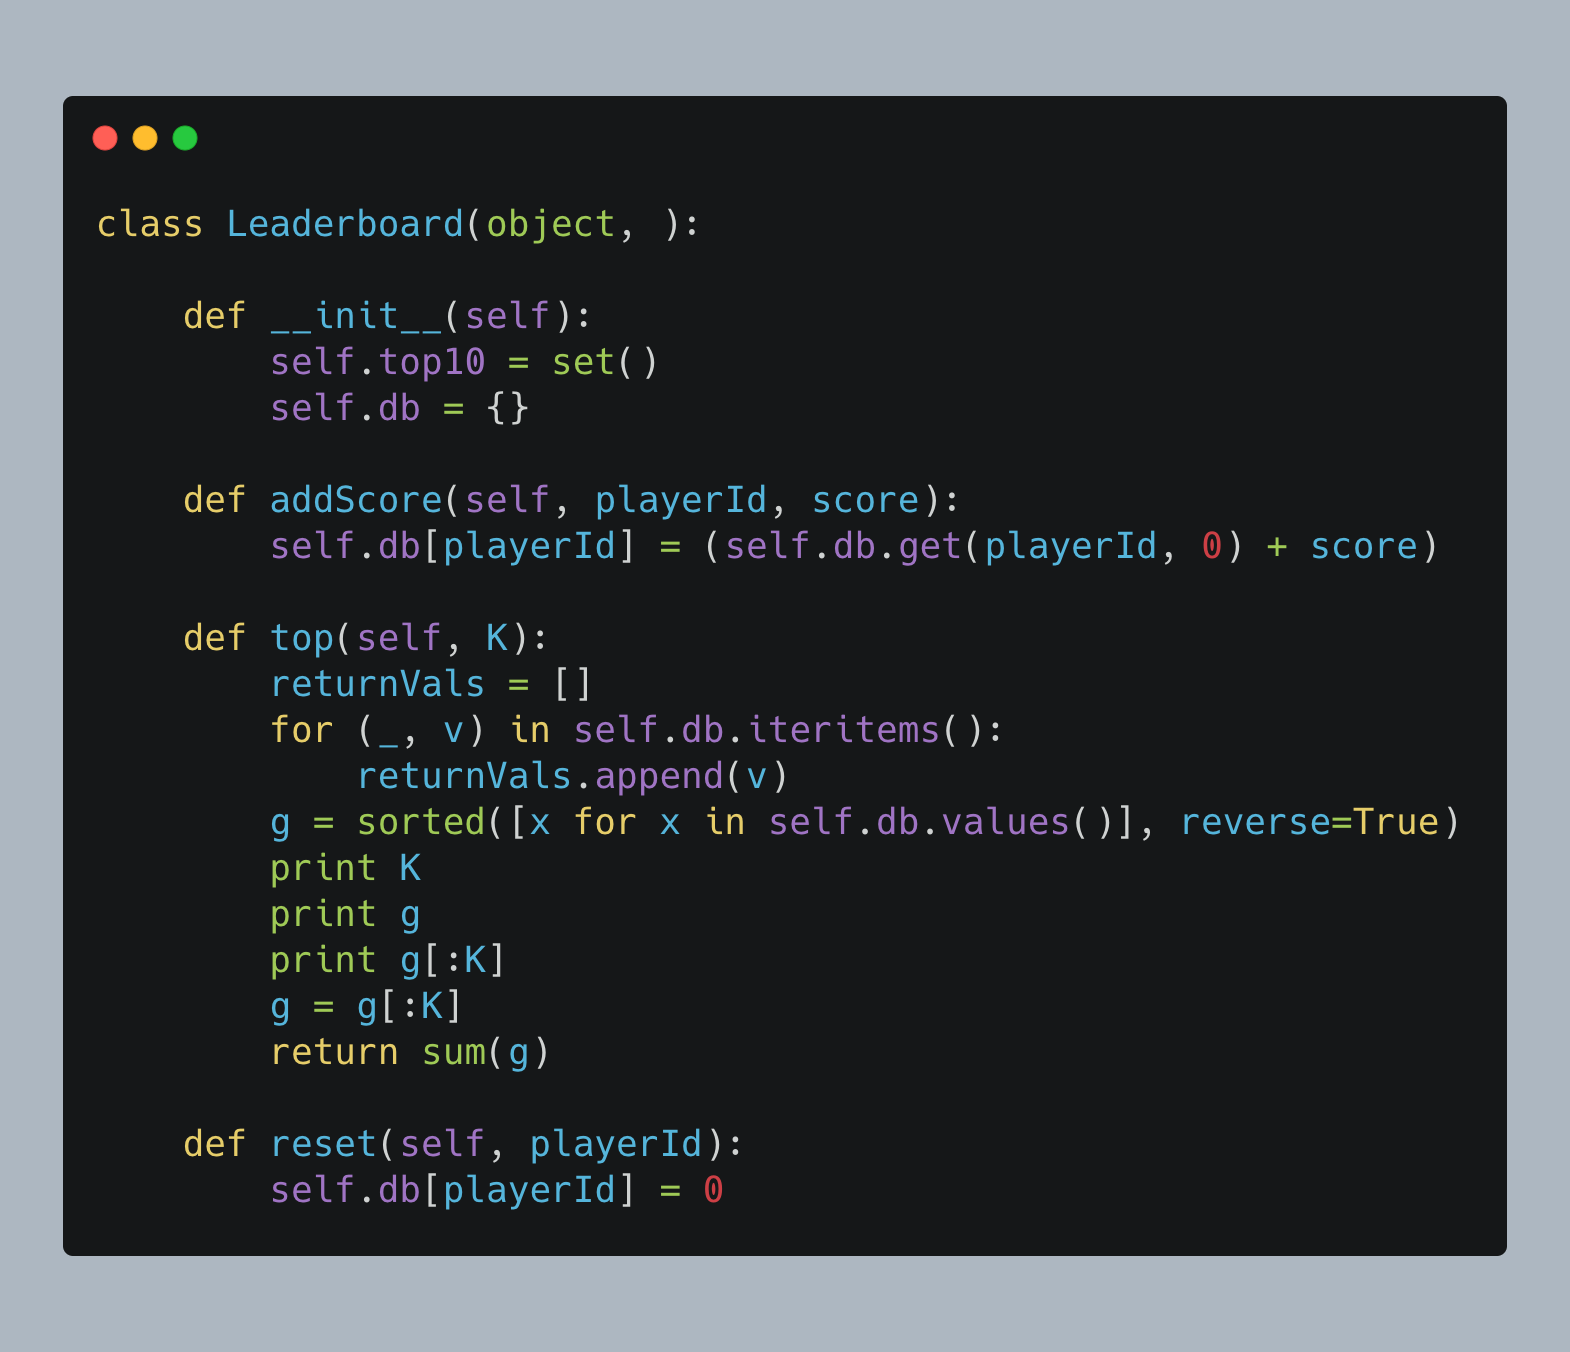 class Leaderboard(object, ):

    def __init__(self):
        self.top10 = set()
        self.db = {}

    def addScore(self, playerId, score):
        self.db[playerId] = (self.db.get(playerId, 0) + score)

    def top(self, K):
        returnVals = []
        for (_, v) in self.db.iteritems():
            returnVals.append(v)
        g = sorted([x for x in self.db.values()], reverse=True)
        print K
        print g
        print g[:K]
        g = g[:K]
        return sum(g)

    def reset(self, playerId):
        self.db[playerId] = 0